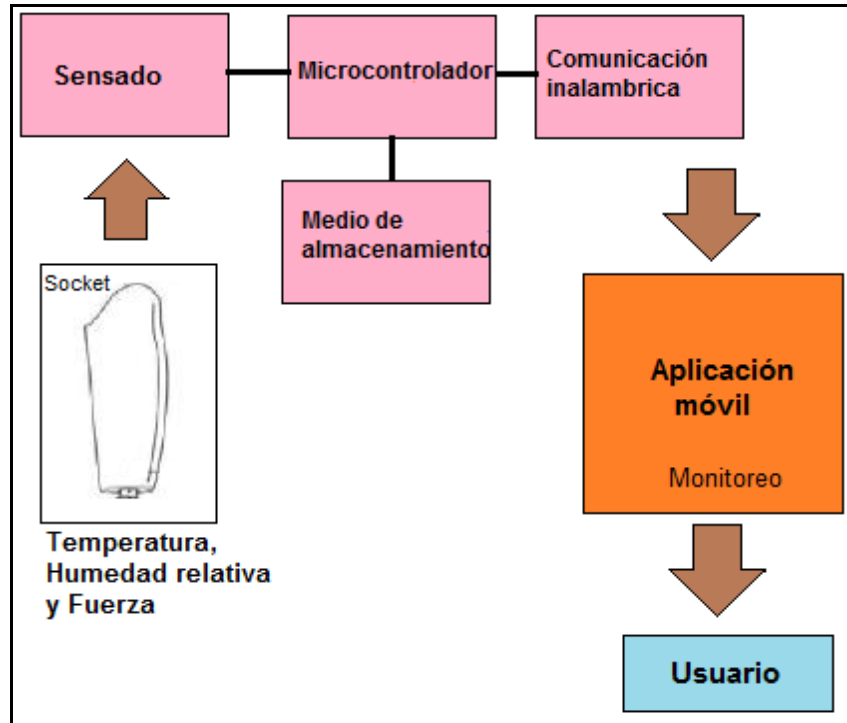 Sensado
Microcontrolador
Comunicación
inalambrica
Medio de
almacenamiento
Socket
Temperatura,
Humedad relativa
y Fuerza
Aplicación
móvil
Monitoreo
Usuario